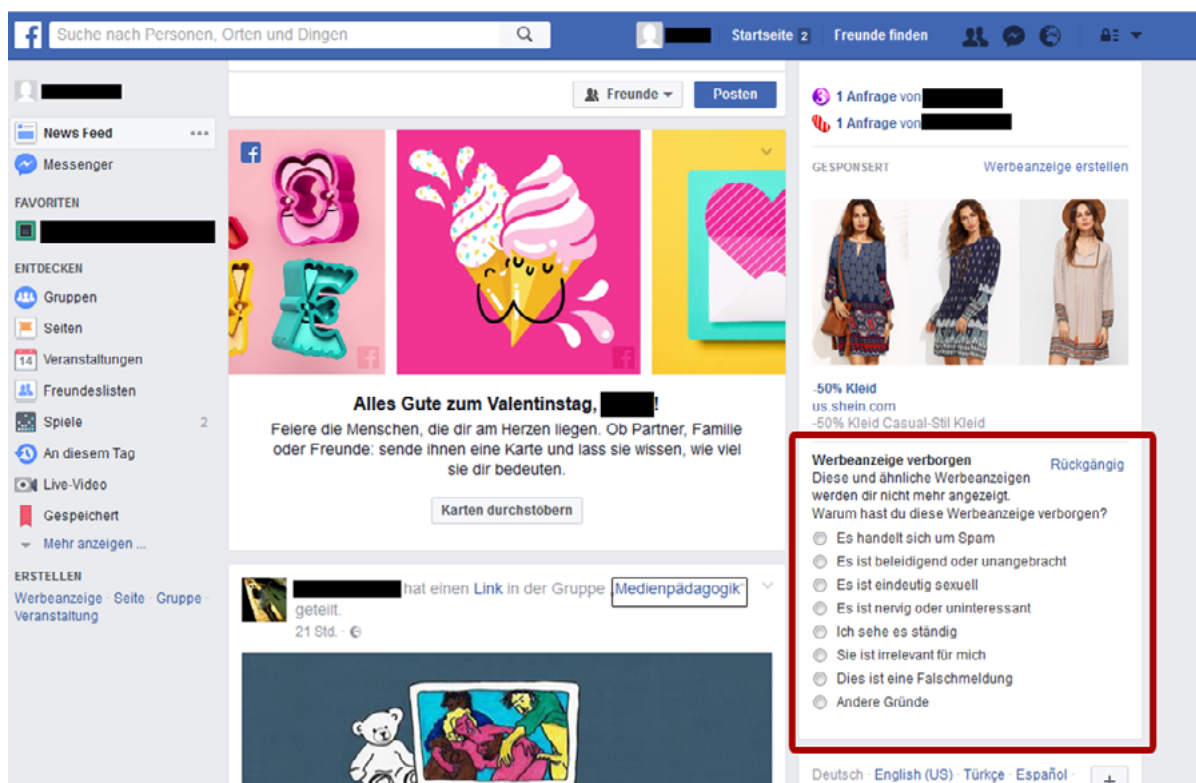 f Suche nach Personen, Orten und Dingen
Startseite 2 Freunde finden
News Feed
Messenger
FAVORITEN
ENTDECKEN
Gruppen
Seiten
14 Veranstaltungen
Freundeslisten
Spiele 2
An diesem Tag
Live-Video
Gespeichert
Mehr anzeigen ...
ERSTELLEN
Werbeanzeige · Seite · Gruppe ·
Veranstaltung
Freunde Posten
Alles Gute zum Valentinstag, !
Feiere die Menschen, die dir am Herzen liegen. Ob Partner, Familie
oder Freunde: sende ihnen eine Karte und lass sie wissen, wie viel
sie dir bedeuten.
Karten durchstöbern
hat einen Link in der Gruppe „Medienpädagogik“
geteilt.
21 Std. ·
3 1 Anfrage von
1 Anfrage von
GESPONSERT Werbeanzeige erstellen
-50% Kleid
us.shein.com
-50% Kleid Casual-Stil Kleid
Werbeanzeige verborgen Rückgängig
Diese und ähnliche Werbeanzeigen
werden dir nicht mehr angezeigt.
Warum hast du diese Werbeanzeige verborgen?
Es handelt sich um Spam
Es ist beleidigend oder unangebracht
Es ist eindeutig sexuell
Es ist nervig oder uninteressant
Ich sehe es ständig
Sie ist irrelevant für mich
Dies ist eine Falschmeldung
Andere Gründe
Deutsch · English (US) · Türkçe · Español · +